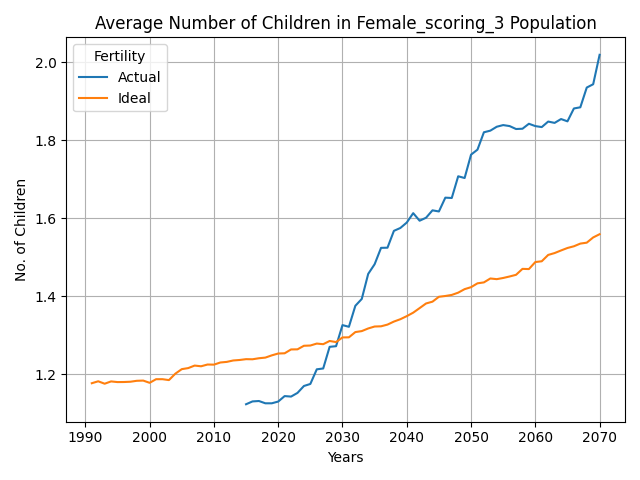 Average Number of Children in Female_scoring_3 Population
Fertility
Actual
Ideal
No. of Children
2.0
1.8
1.6
1.4
1.2
1990 2000 2010 2020 2030 2040 2050 2060 2070
Years